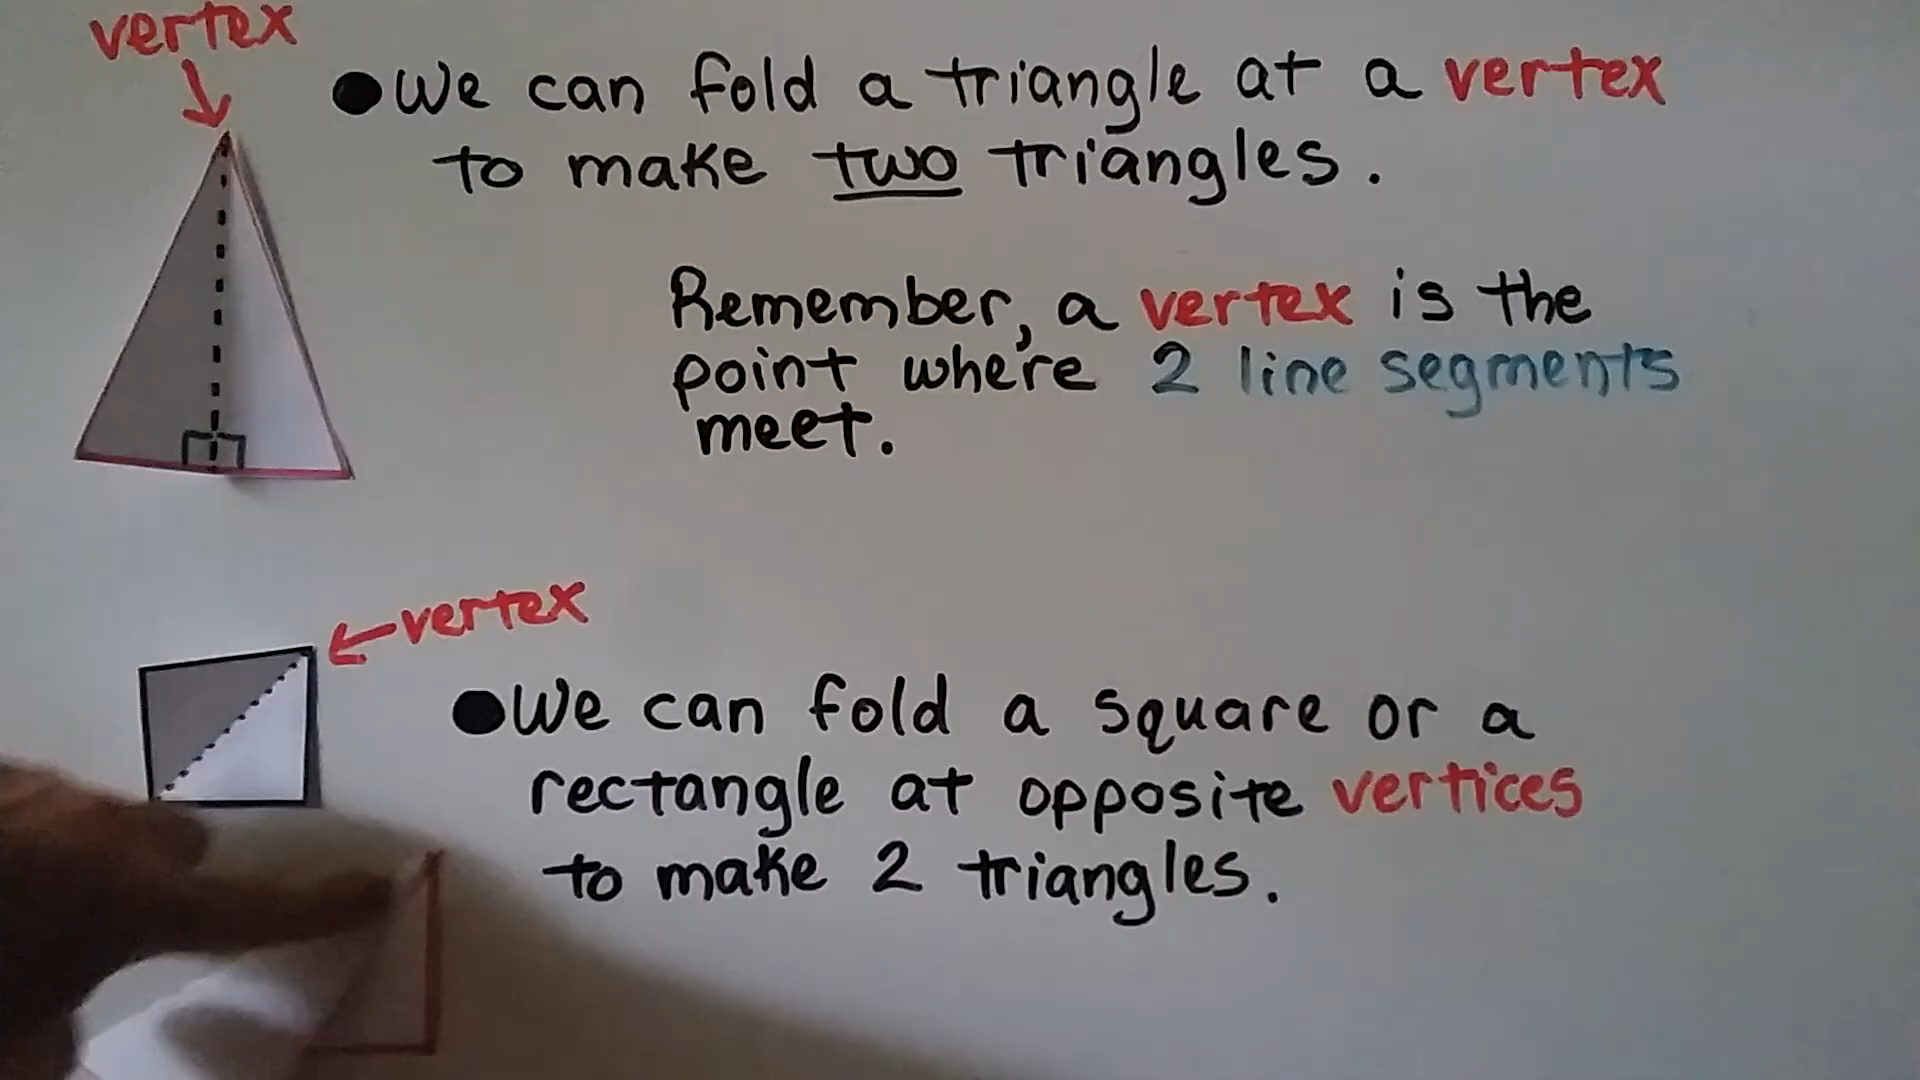 vertex
●We can fold a triangle at a vertex
to make two triangles.
Remember, a vertex is the
point where 2 line segments
meet.
vertex
●We can fold a square or a
rectangle at opposite vertices
to make 2 triangles.